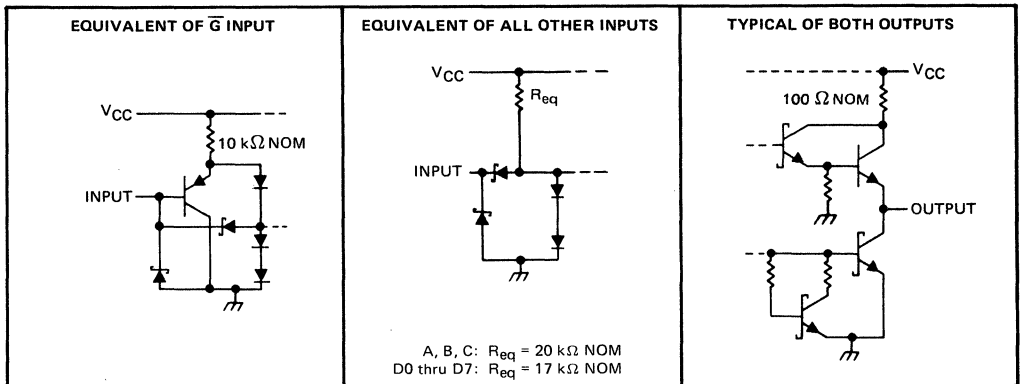 EQUIVALENT OF G̅ INPUT
VCC
10 kΩ NOM
INPUT
EQUIVALENT OF ALL OTHER INPUTS
VCC
Req
INPUT
A, B, C: Req = 20 kΩ NOM
D0 thru D7: Req = 17 kΩ NOM
TYPICAL OF BOTH OUTPUTS
VCC
100 Ω NOM
OUTPUT